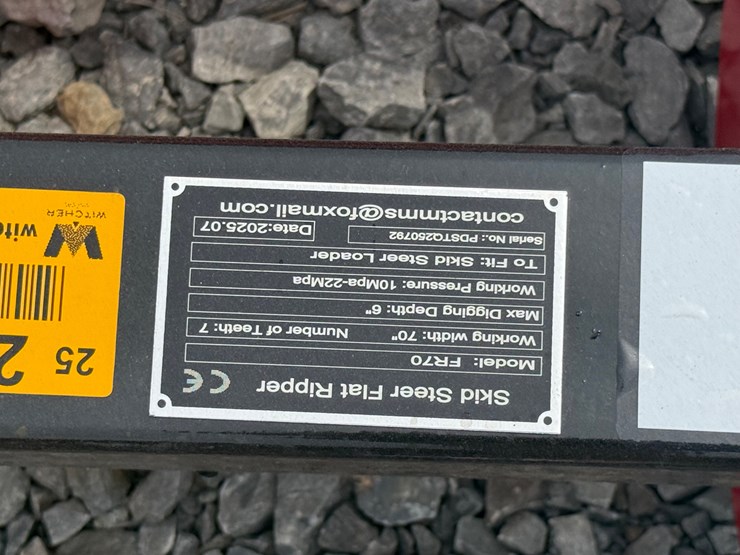 Skid Steer Flat Ripper CE
Model: FR70
Working width: 70" Number of Teeth: 7
Max Digging Depth: 6"
Working Pressure: 10Mpa-22Mpa
To Fit: Skid Steer Loader
Serial No.: PDSTQ250792 Date:2025.07
contactmms@foxmail.com
25
W
WITCHER